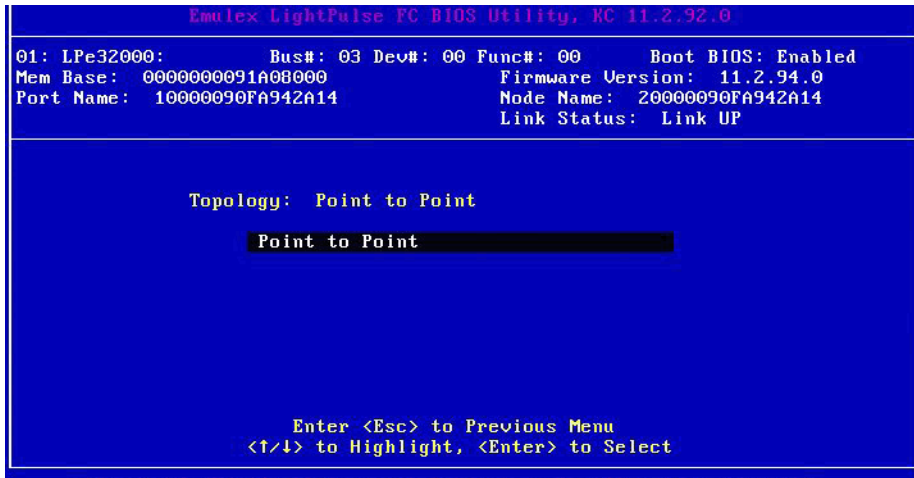 Emulex LightPulse FC BIOS Utility, KC 11.2.92.0
01: LPe32000: Bus#: 03 Dev#: 00 Func#: 00 Boot BIOS: Enabled
Mem Base: 0000000091A08000 Firmware Version: 11.2.94.0
Port Name: 10000090FA942A14 Node Name: 20000090FA942A14
Link Status: Link UP
Topology: Point to Point
Point to Point
Enter <Esc> to Previous Menu
<↑/↓> to Highlight, <Enter> to Select